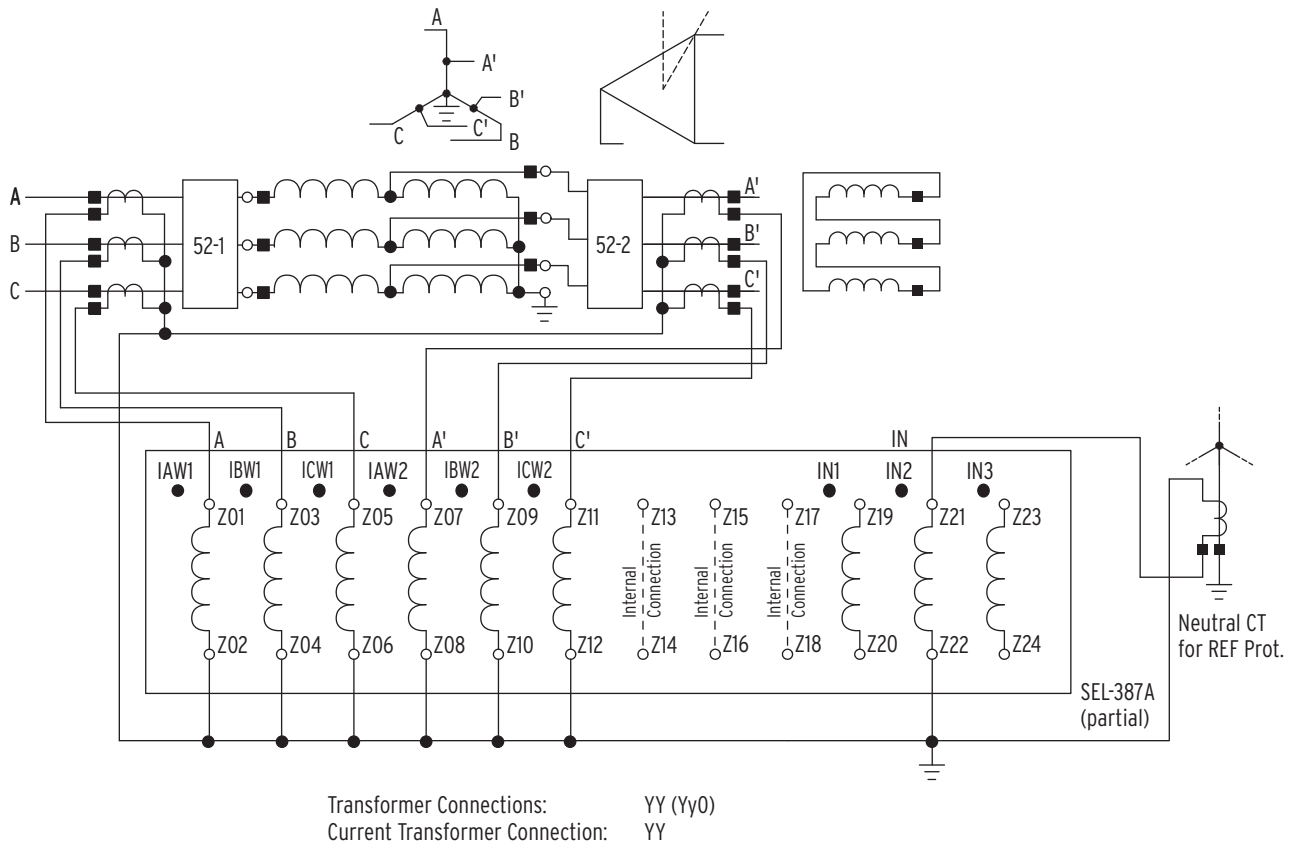 A
A'
B'
C'
C
B
A
A'
B
52-1
52-2
B'
C
C'
A
B
C
A'
B'
C'
IN
IAW1
IBW1
ICW1
IAW2
IBW2
ICW2
IN1
IN2
IN3
Z01
Z03
Z05
Z07
Z09
Z11
Z13
Z15
Z17
Z19
Z21
Z23
Internal
Connection
Internal
Connection
Internal
Connection
Z02
Z04
Z06
Z08
Z10
Z12
Z14
Z16
Z18
Z20
Z22
Z24
Neutral CT
for REF Prot.
SEL-387A
(partial)
Transformer Connections: YY (Yy0)
Current Transformer Connection: YY